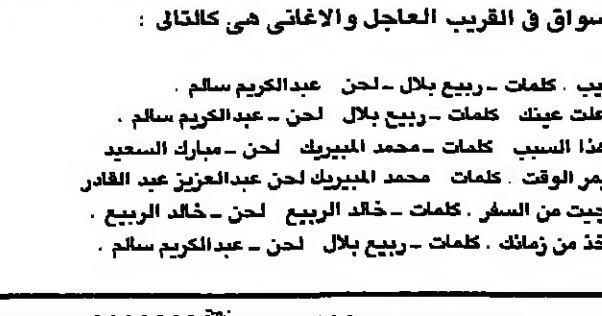 سواق في القريب العاجل والاغاني هي كالتالي :
يب . كلمات ـ ربيع بلال ـ لحن عبدالكريم سالم .
علت عينك كلمات ـ ربيع بلال لحن ـ عبدالكريم سالم .
هذا السبب كلمات ـ محمد المبيريك لحن ـ مبارك السعيد
يمر الوقت . كلمات محمد المبيريك لحن عبدالعزيز عبد القادر
جيت من السفر . كلمات ـ خالد الربيع لحن ـ خالد الربيع .
خذ من زمانك . كلمات ـ ربيع بلال لحن ـ عبدالكريم سالم .